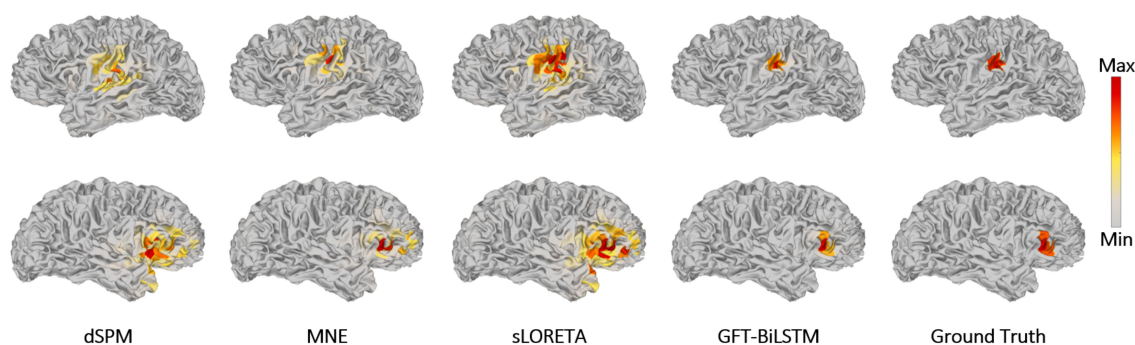 Max
Min
dSPM
MNE
sLORETA
GFT-BiLSTM
Ground Truth